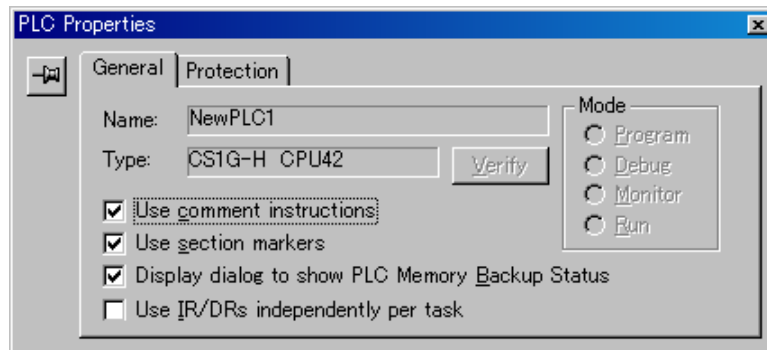 PLC Properties
General Protection
Name: NewPLC1
Type: CS1G-H CPU42 Verify
Mode
Program
Debug
Monitor
Run
Use comment instructions
Use section markers
Display dialog to show PLC Memory Backup Status
Use IR/DRs independently per task